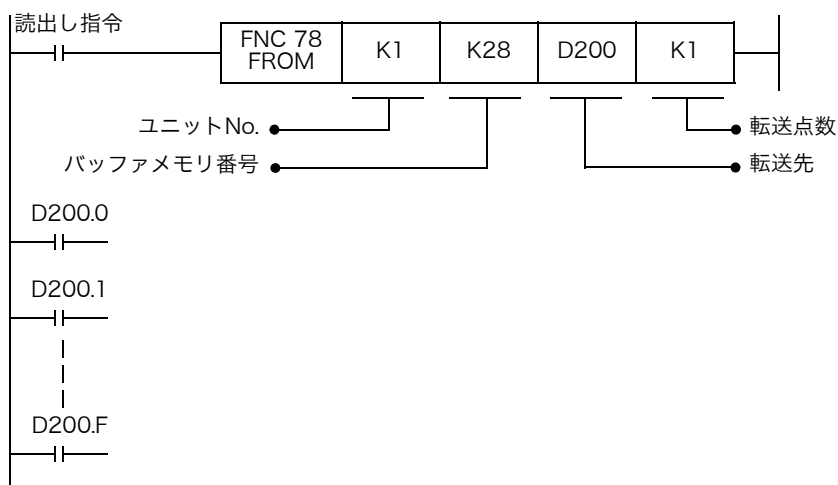 読出し指令
FNC 78
FROM
K1
K28
D200
K1
ユニットNo.
転送点数
バッファメモリ番号
転送先
D200.0
D200.1
D200.F